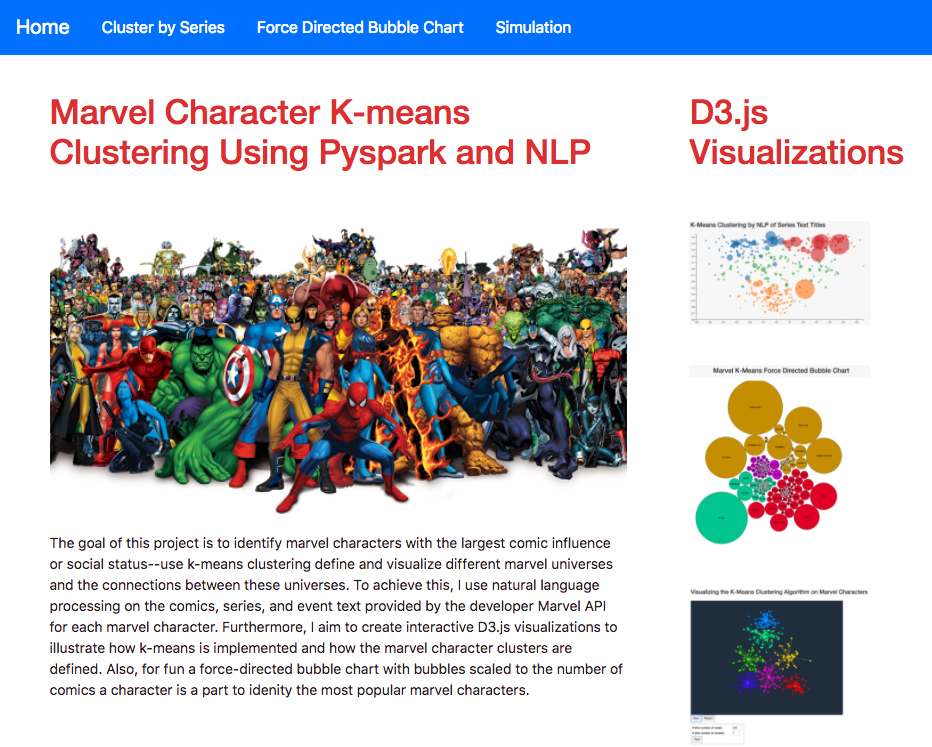 Home Cluster by Series Force Directed Bubble Chart Simulation
Marvel Character K-means
Clustering Using Pyspark and NLP
The goal of this project is to identify marvel characters with the largest comic influence
or social status--use k-means clustering define and visualize different marvel universes
and the connections between these universes. To achieve this, I use natural language
processing on the comics, series, and event text provided by the developer Marvel API
for each marvel character. Furthermore, I aim to create interactive D3.js visualizations to
illustrate how k-means is implemented and how the marvel character clusters are
defined. Also, for fun a force-directed bubble chart with bubbles scaled to the number of
comics a character is a part to idenity the most popular marvel characters.
D3.js
Visualizations
K-Means Clustering by NLP of Series Text Titles
Marvel K-Means Force Directed Bubble Chart
Visualizing the K-Means Clustering Algorithm on Marvel Characters